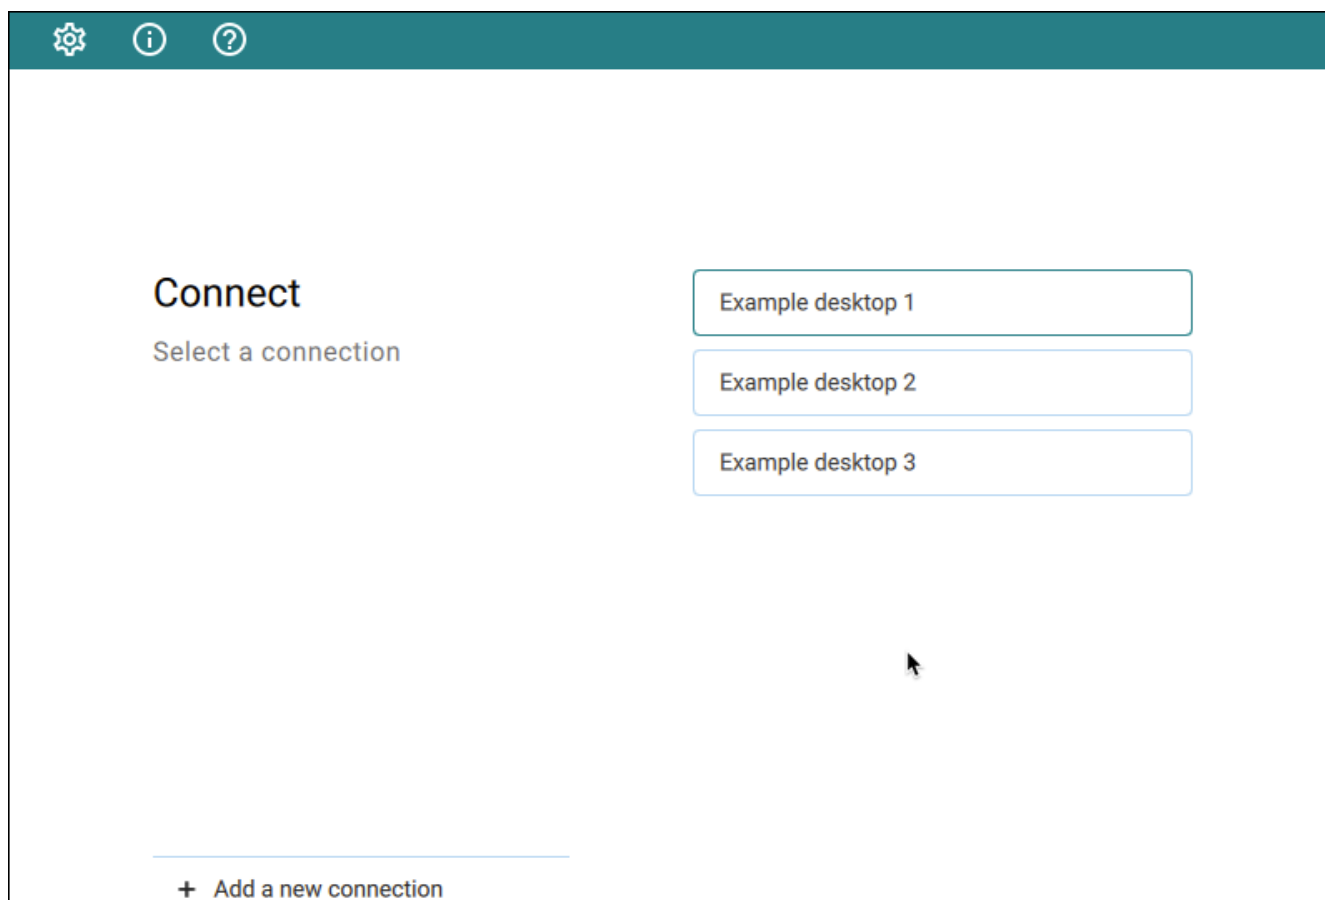 Connect
Select a connection
Example desktop 1
Example desktop 2
Example desktop 3
+ Add a new connection